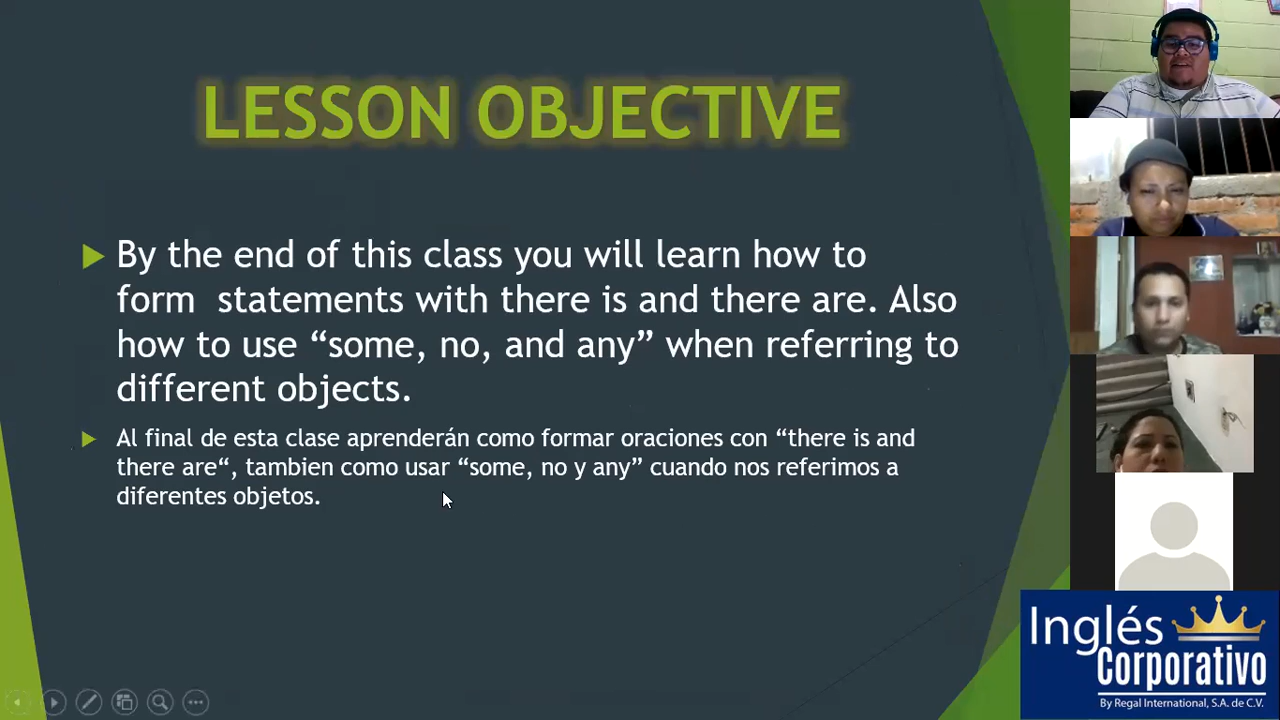 LESSON OBJECTIVE
By the end of this class you will learn how to
form  statements with there is and there are. Also
how to use “some, no, and any” when referring to
different objects.
Al final de esta clase aprenderán como formar oraciones con “there is and
there are“, tambien como usar “some, no y any” cuando nos referimos a
diferentes objetos.
Inglés
Corporativo
By Regal International, S.A. de C.V.